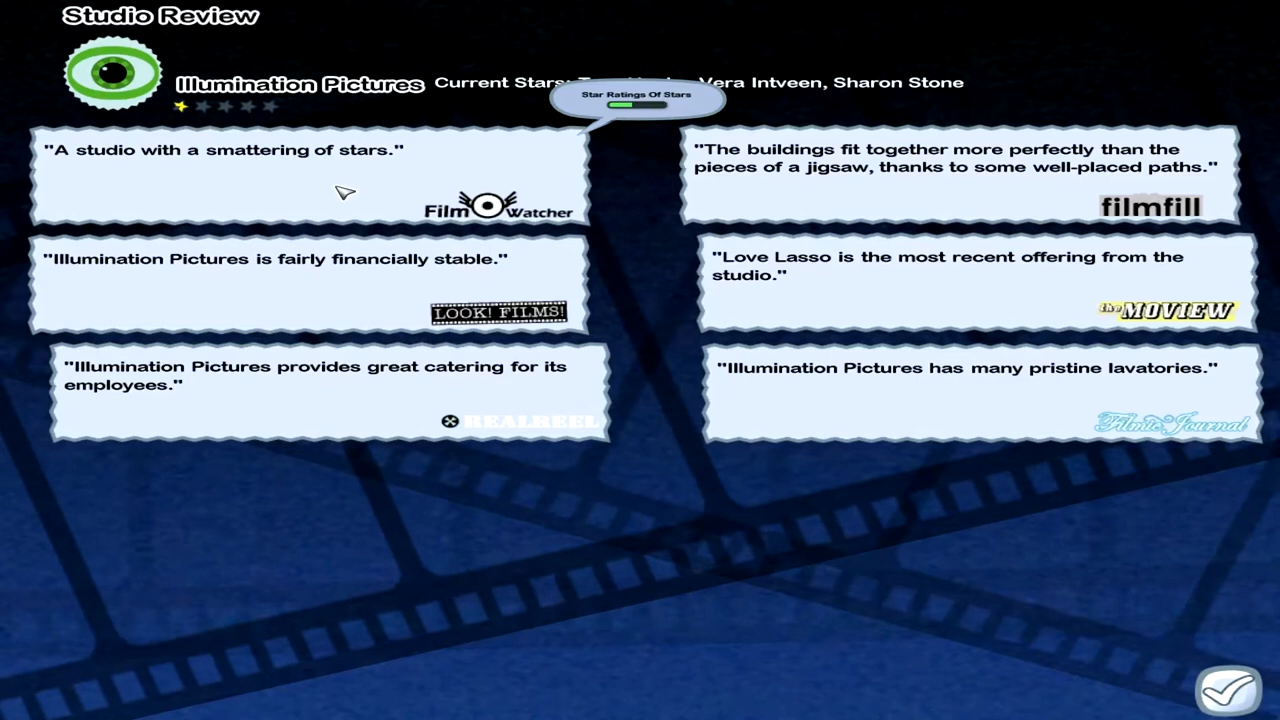 Studio Review
Illumination Pictures
Current Stars: Vera Intveen, Sharon Stone
Star Ratings Of Stars
"A studio with a smattering of stars."
Film Watcher
"The buildings fit together more perfectly than the
pieces of a jigsaw, thanks to some well-placed paths."
filmfill
"Illumination Pictures is fairly financially stable."
LOOK! FILMS!
"Love Lasso is the most recent offering from the
studio."
the MOVIEW
"Illumination Pictures provides great catering for its
employees."
REALREEL
"Illumination Pictures has many pristine lavatories."
Filmic Journal